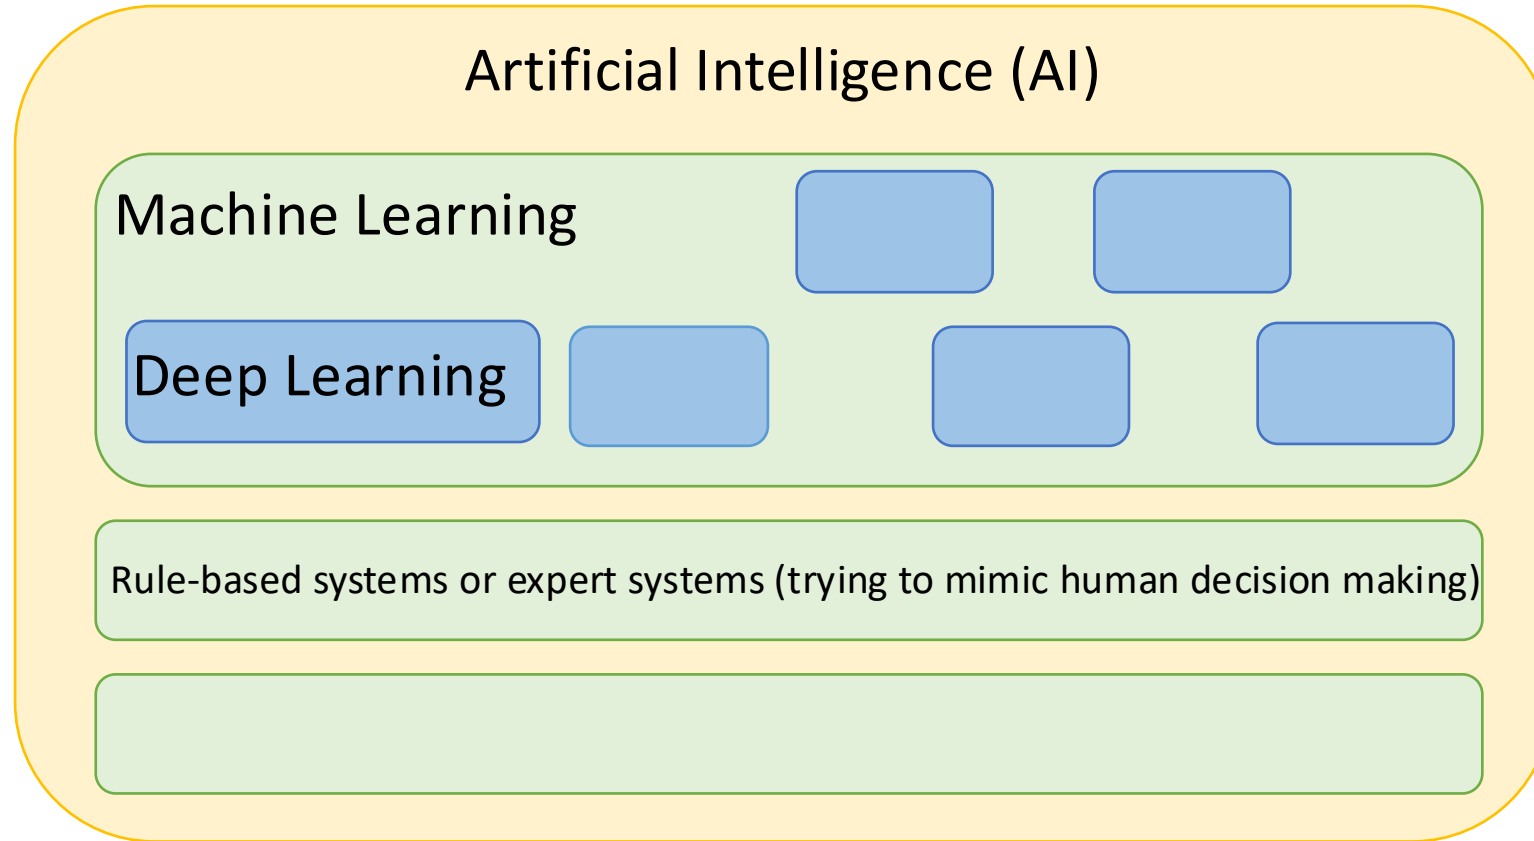 Artificial Intelligence (AI)
Machine Learning
Deep Learning
Rule-based systems or expert systems (trying to mimic human decision making)